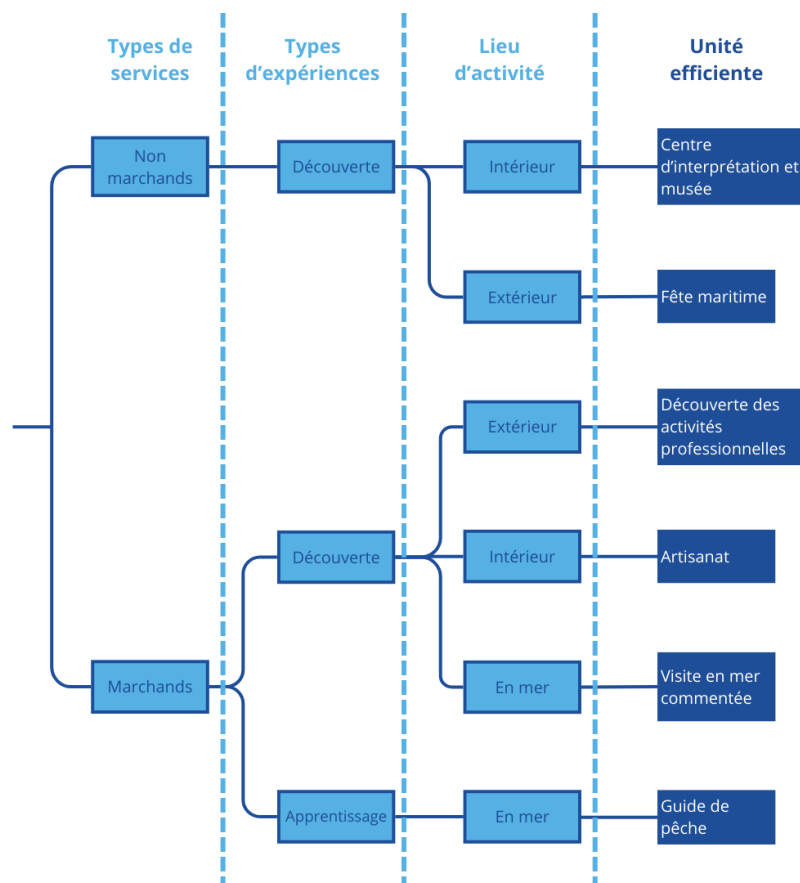 Types de
services
Types
d’expériences
Lieu
d’activité
Unité
efficiente
Non
marchands
Découverte
Intérieur
Centre
d’interprétation et
musée
Extérieur
Fête maritime
Extérieur
Découverte des
activités
professionnelles
Découverte
Intérieur
Artisanat
Marchands
En mer
Visite en mer
commentée
Apprentissage
En mer
Guide de
pêche